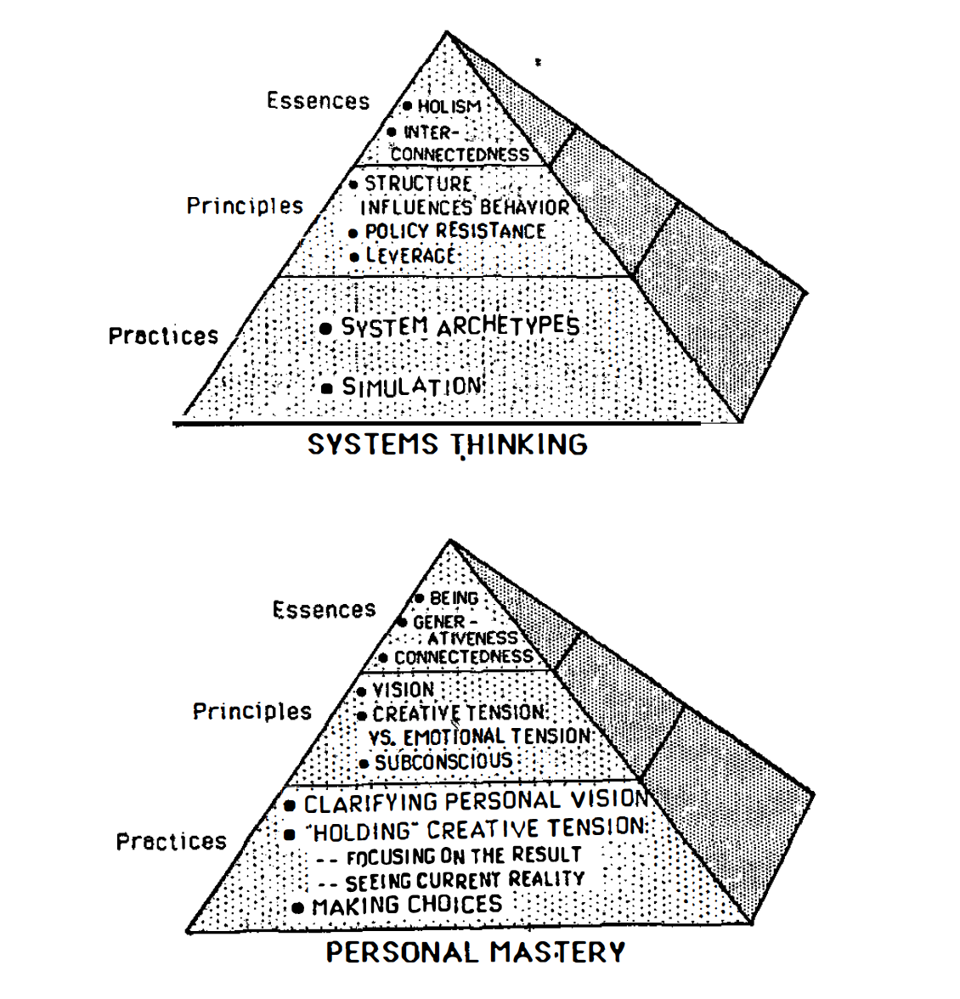 Essences
• HOLISM
• INTER-
CONNECTEDNESS
Principles
• STRUCTURE
INFLUENCES BEHAVIOR
• POLICY RESISTANCE
• LEVERAGE
Practices
• SYSTEM ARCHETYPES
• SIMULATION
SYSTEMS THINKING
Essences
• BEING
• GENER-
ATIVENESS
• CONNECTEDNESS
Principles
• VISION
• CREATIVE TENSION
VS. EMOTIONAL TENSION
• SUBCONSCIOUS
Practices
• CLARIFYING PERSONAL VISION
• "HOLDING" CREATIVE TENSION
-- FOCUSING ON THE RESULT
-- SEEING CURRENT REALITY
• MAKING CHOICES
PERSONAL MASTERY